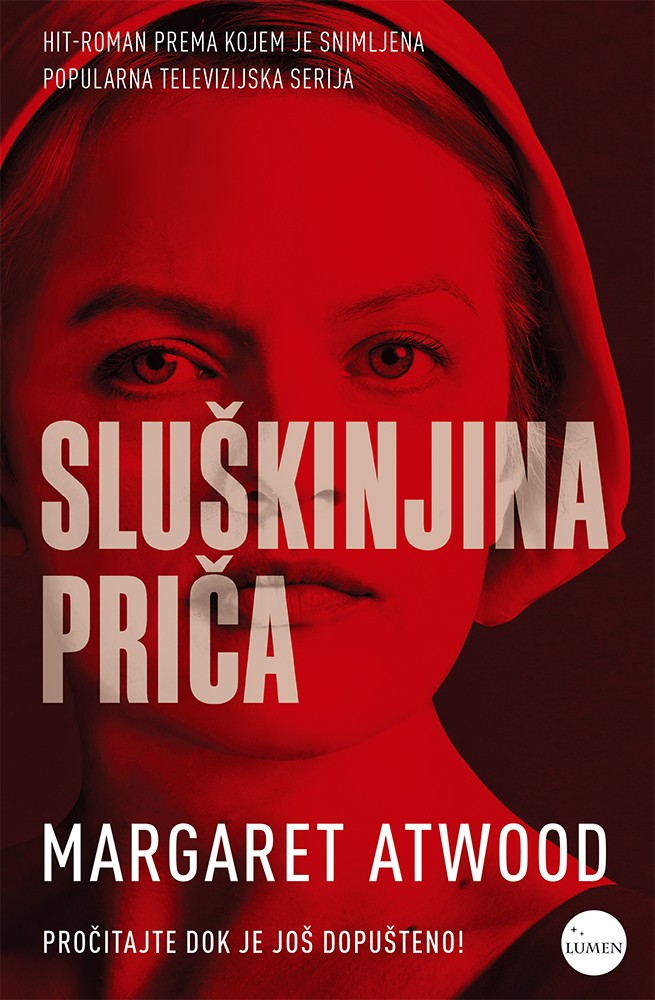 HIT-ROMAN PREMA KOJEM JE SNIMLJENA
POPULARNA TELEVIZIJSKA SERIJA
SLUŠKINJINA
PRIČA
MARGARET ATWOOD
PROČITAJTE DOK JE JOŠ DOPUŠTENO!
LUMEN